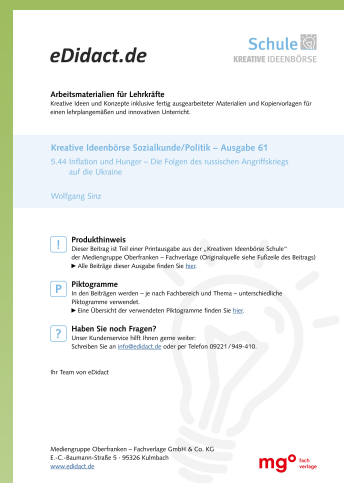 eDidact.de
Schule
KREATIVE IDEENBÖRSE
Arbeitsmaterialien für Lehrkräfte
Kreative Ideen und Konzepte inklusive fertig ausgearbeiteter Materialien und Kopiervorlagen für
einen lehrplangemäßen und innovativen Unterricht.
Kreative Ideenbörse Sozialkunde/Politik – Ausgabe 61
5.44 Inflation und Hunger – Die Folgen des russischen Angriffskriegs
auf die Ukraine
Wolfgang Sinz
!
Produkthinweis
Dieser Beitrag ist Teil einer Printausgabe aus der „Kreativen Ideenbörse Schule“
der Mediengruppe Oberfranken – Fachverlage (Originalquelle siehe Fußzeile des Beitrags)
► Alle Beiträge dieser Ausgabe finden Sie hier.
P
Piktogramme
In den Beiträgen werden – je nach Fachbereich und Thema – unterschiedliche
Piktogramme verwendet.
► Eine Übersicht der verwendeten Piktogramme finden Sie hier.
?
Haben Sie noch Fragen?
Unser Kundenservice hilft Ihnen gerne weiter:
Schreiben Sie an info@edidact.de oder per Telefon 09221/949-410.
Ihr Team von eDidact
Mediengruppe Oberfranken – Fachverlage GmbH & Co. KG
E.-C.-Baumann-Straße 5 · 95326 Kulmbach
www.edidact.de
mgo fach
verlage